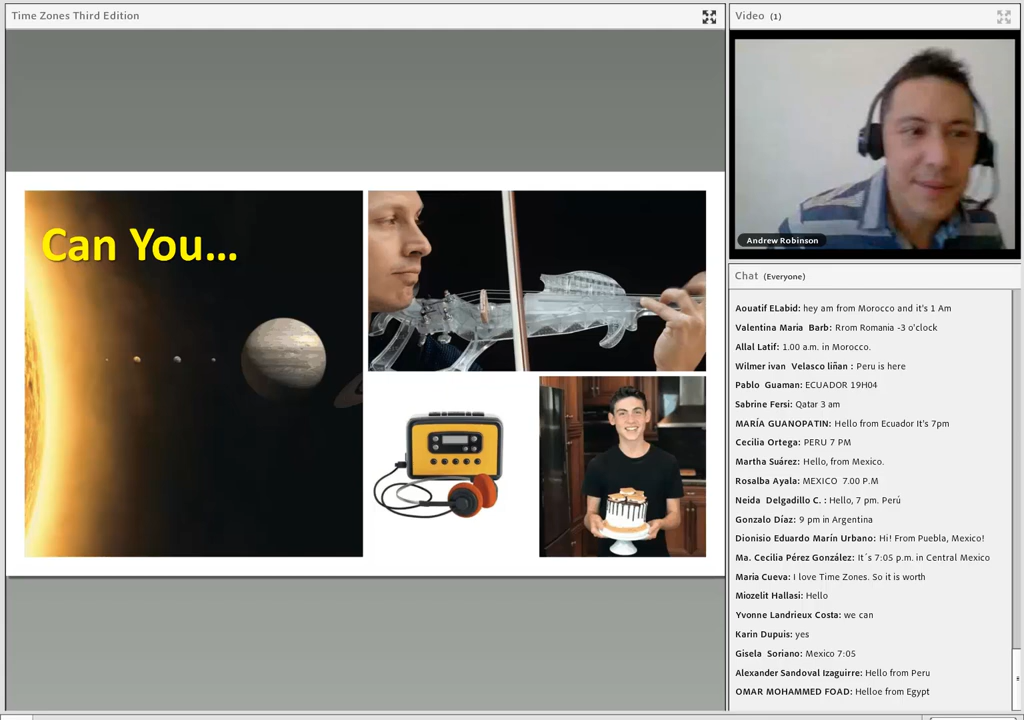 Time Zones Third Edition
Can You...
Video (1)
Andrew Robinson
Chat (Everyone)
Aouatif ELabid: hey am from Morocco and it's 1 Am
Valentina Maria Barb: Rrom Romania -3 o'clock
Allal Latif: 1.00 a.m. in Morocco.
Wilmer ivan Velasco liñan : Peru is here
Pablo Guaman: ECUADOR 19H04
Sabrine Fersi: Qatar 3 am
MARÍA GUANOPATIN: Hello from Ecuador It's 7pm
Cecilia Ortega: PERU 7 PM
Martha Suárez: Hello, from Mexico.
Rosalba Ayala: MEXICO 7.00 P.M
Neida Delgadillo C. : Hello, 7 pm. Perú
Gonzalo Díaz: 9 pm in Argentina
Dionisio Eduardo Marín Urbano: Hi! From Puebla, Mexico!
Ma. Cecilia Pérez González: It´s 7:05 p.m. in Central Mexico
Maria Cueva: I love Time Zones. So it is worth
Miozelit Hallasi: Hello
Yvonne Landrieux Costa: we can
Karin Dupuis: yes
Gisela Soriano: Mexico 7:05
Alexander Sandoval Izaguirre: Hello from Peru
OMAR MOHAMMED FOAD: Helloe from Egypt